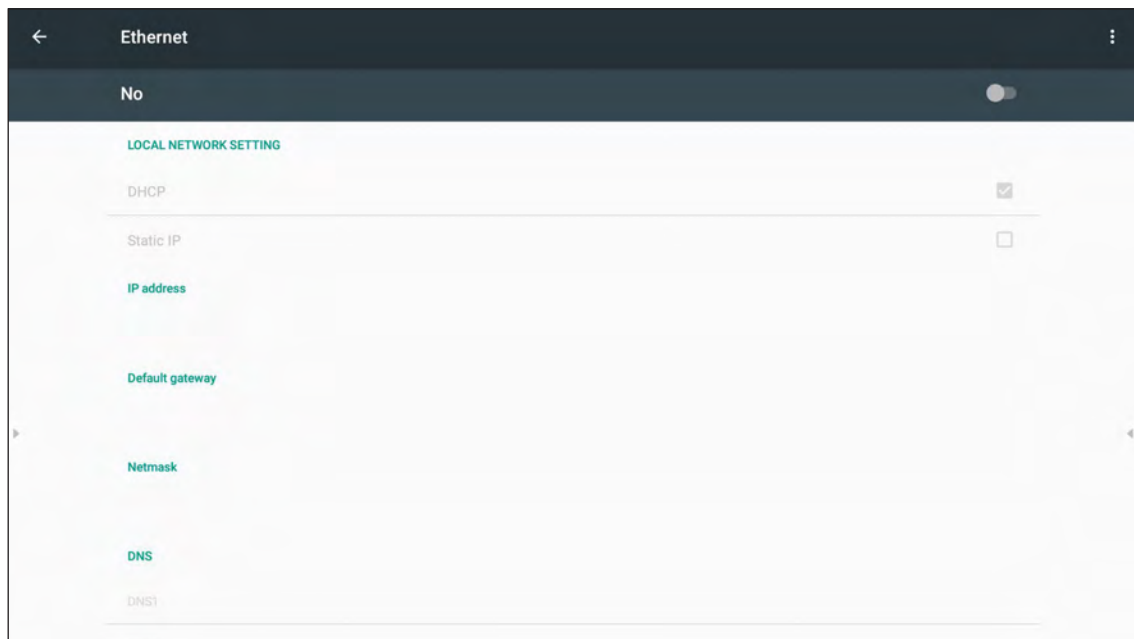 Ethernet
No
LOCAL NETWORK SETTING
DHCP
Static IP
IP address
Default gateway
Netmask
DNS
DNS1